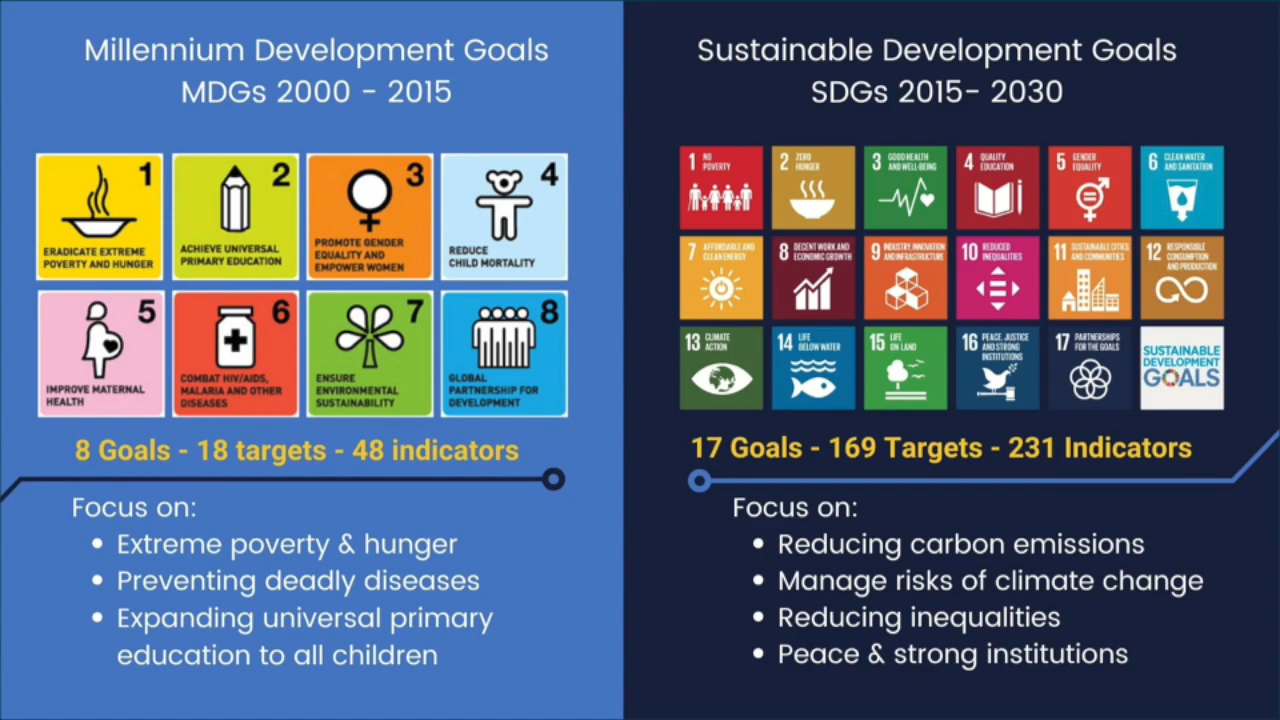 Millennium Development Goals
MDGs 2000 - 2015
1
ERADICATE EXTREME
POVERTY AND HUNGER
2
ACHIEVE UNIVERSAL
PRIMARY EDUCATION
3
PROMOTE GENDER
EQUALITY AND
EMPOWER WOMEN
4
REDUCE
CHILD MORTALITY
5
IMPROVE MATERNAL
HEALTH
6
COMBAT HIV/AIDS,
MALARIA AND OTHER
DISEASES
7
ENSURE
ENVIRONMENTAL
SUSTAINABILITY
8
GLOBAL
PARTNERSHIP FOR
DEVELOPMENT
8 Goals - 18 targets - 48 indicators
Focus on:
• Extreme poverty & hunger
• Preventing deadly diseases
• Expanding universal primary
education to all children
Sustainable Development Goals
SDGs 2015- 2030
1 NO
POVERTY
2 ZERO
HUNGER
3 GOOD HEALTH
AND WELL-BEING
4 QUALITY
EDUCATION
5 GENDER
EQUALITY
6 CLEAN WATER
AND SANITATION
7 AFFORDABLE AND
CLEAN ENERGY
8 DECENT WORK AND
ECONOMIC GROWTH
9 INDUSTRY, INNOVATION
AND INFRASTRUCTURE
10 REDUCED
INEQUALITIES
11 SUSTAINABLE CITIES
AND COMMUNITIES
12 RESPONSIBLE
CONSUMPTION
AND PRODUCTION
13 CLIMATE
ACTION
14 LIFE
BELOW WATER
15 LIFE
ON LAND
16 PEACE, JUSTICE
AND STRONG
INSTITUTIONS
17 PARTNERSHIPS
FOR THE GOALS
SUSTAINABLE
DEVELOPMENT
GOALS
17 Goals - 169 Targets - 231 Indicators
Focus on:
• Reducing carbon emissions
• Manage risks of climate change
• Reducing inequalities
• Peace & strong institutions